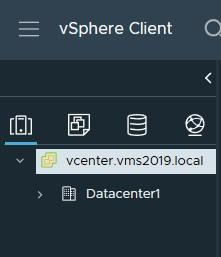 vSphere Client
vcenter.vms2019.local
Datacenter1